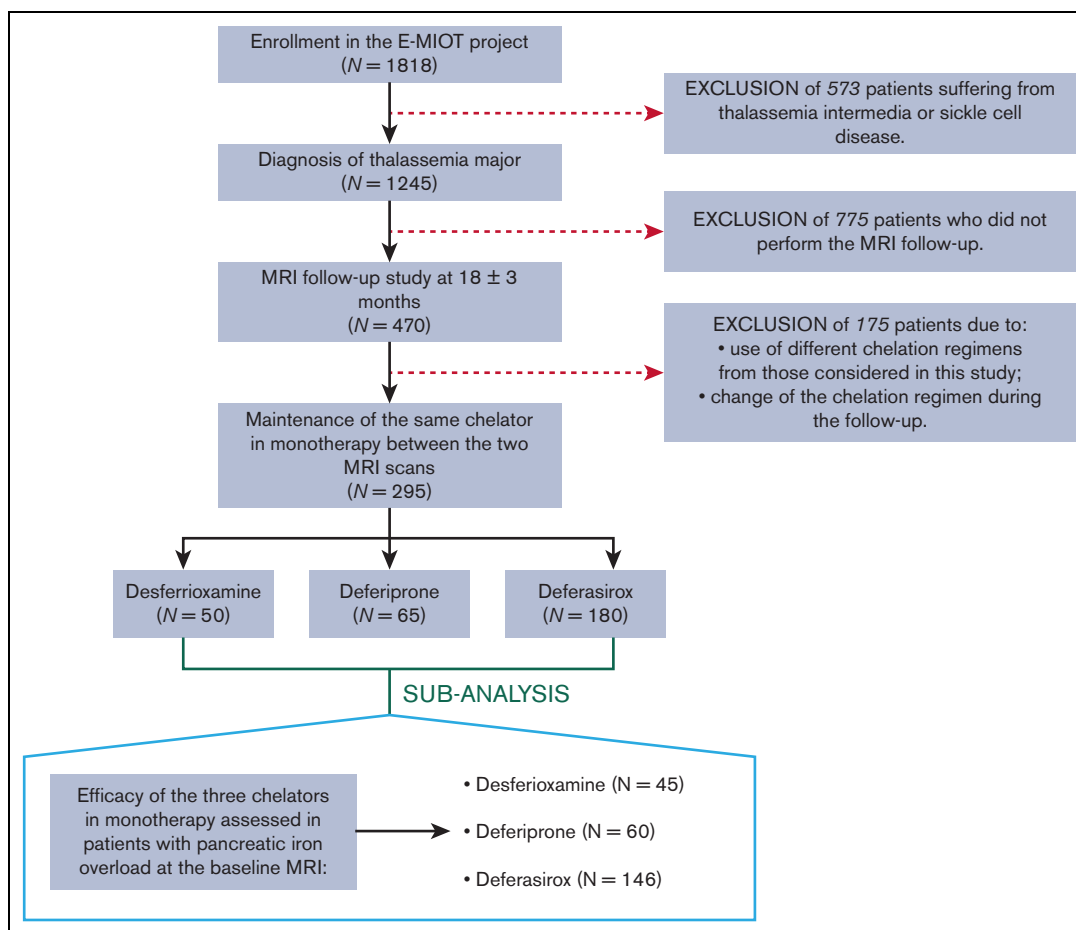 Enrollment in the E-MIOT project
(N = 1818)
EXCLUSION of 573 patients suffering from
thalassemia intermedia or sickle cell
disease.
Diagnosis of thalassemia major
(N = 1245)
EXCLUSION of 775 patients who did not
perform the MRI follow-up.
MRI follow-up study at 18 ± 3
months
(N = 470)
EXCLUSION of 175 patients due to:
• use of different chelation regimens
from those considered in this study;
• change of the chelation regimen during
the follow-up.
Maintenance of the same chelator
in monotherapy between the two
MRI scans
(N = 295)
Desferrioxamine
(N = 50)
Deferiprone
(N = 65)
Deferasirox
(N = 180)
SUB-ANALYSIS
Efficacy of the three chelators
in monotherapy assessed in
patients with pancreatic iron
overload at the baseline MRI:
• Desferioxamine (N = 45)
• Deferiprone (N = 60)
• Deferasirox (N = 146)